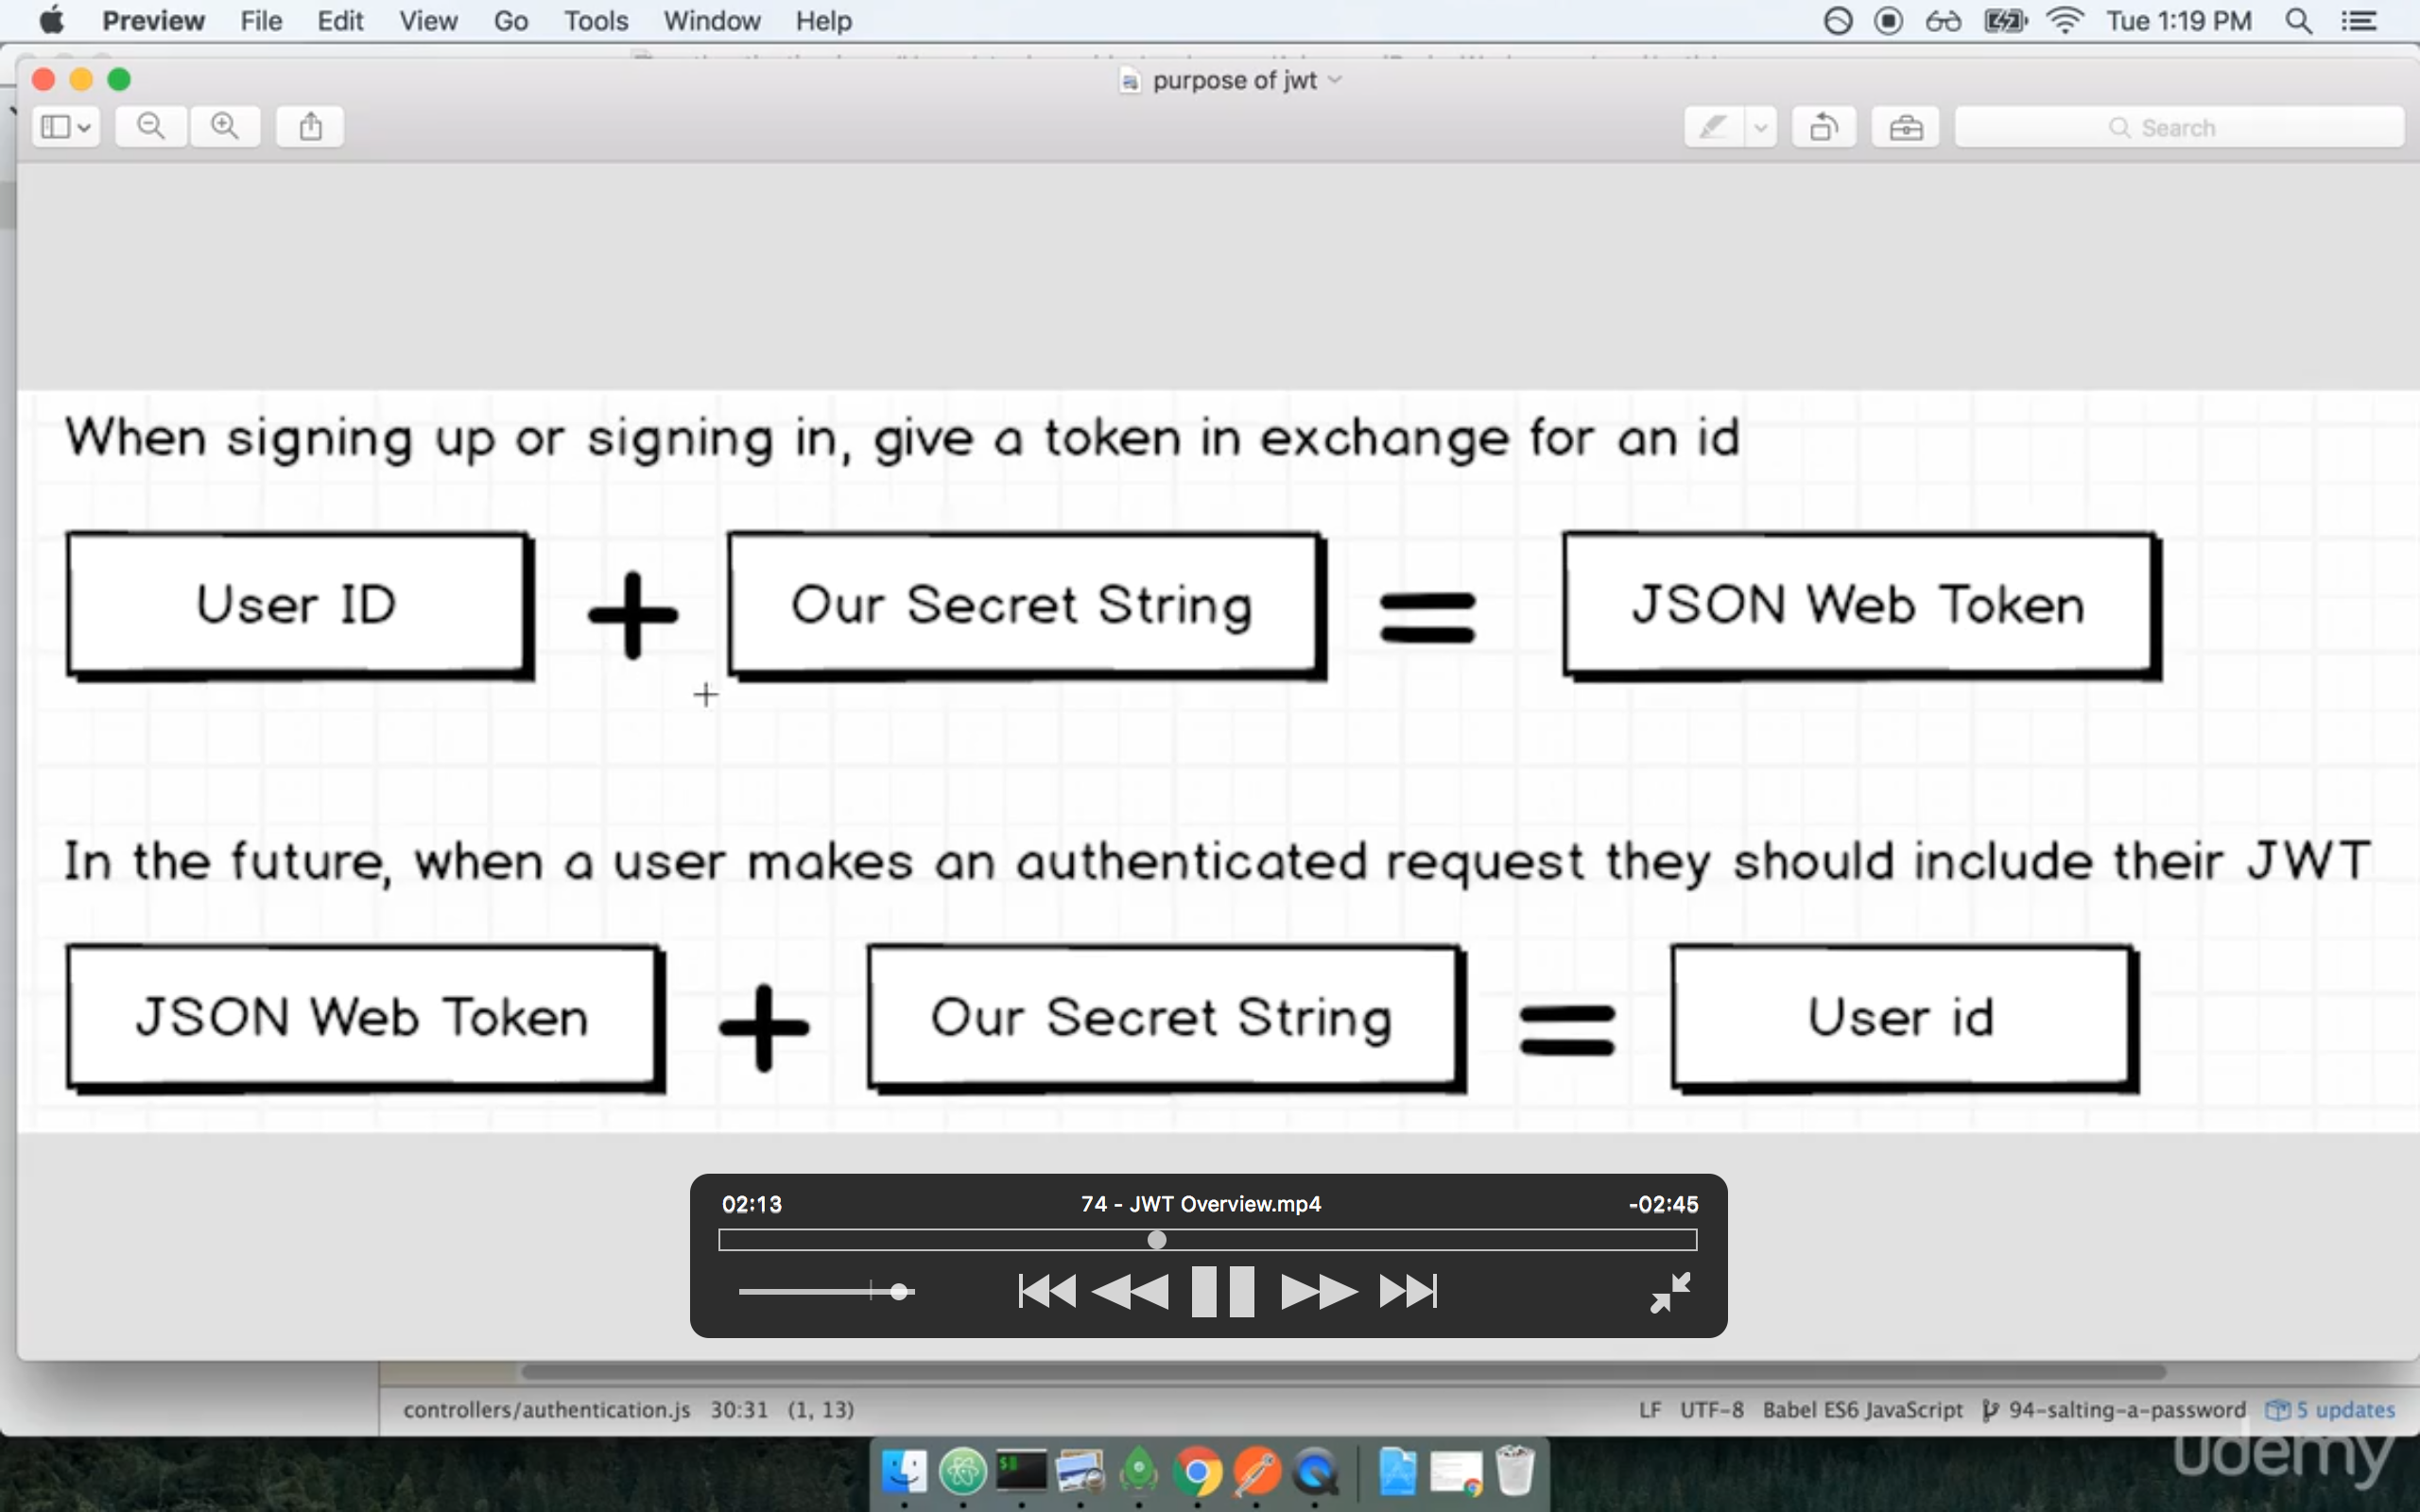 Preview File Edit View Go Tools Window Help Tue 1:19 PM
purpose of jwt
Search
When signing up or signing in, give a token in exchange for an id
User ID + Our Secret String = JSON Web Token
In the future, when a user makes an authenticated request they should include their JWT
JSON Web Token + Our Secret String = User id
02:13 74 - JWT Overview.mp4 -02:45
controllers/authentication.js 30:31 (1, 13) LF UTF-8 Babel ES6 JavaScript 94-salting-a-password 5 updates
udemy